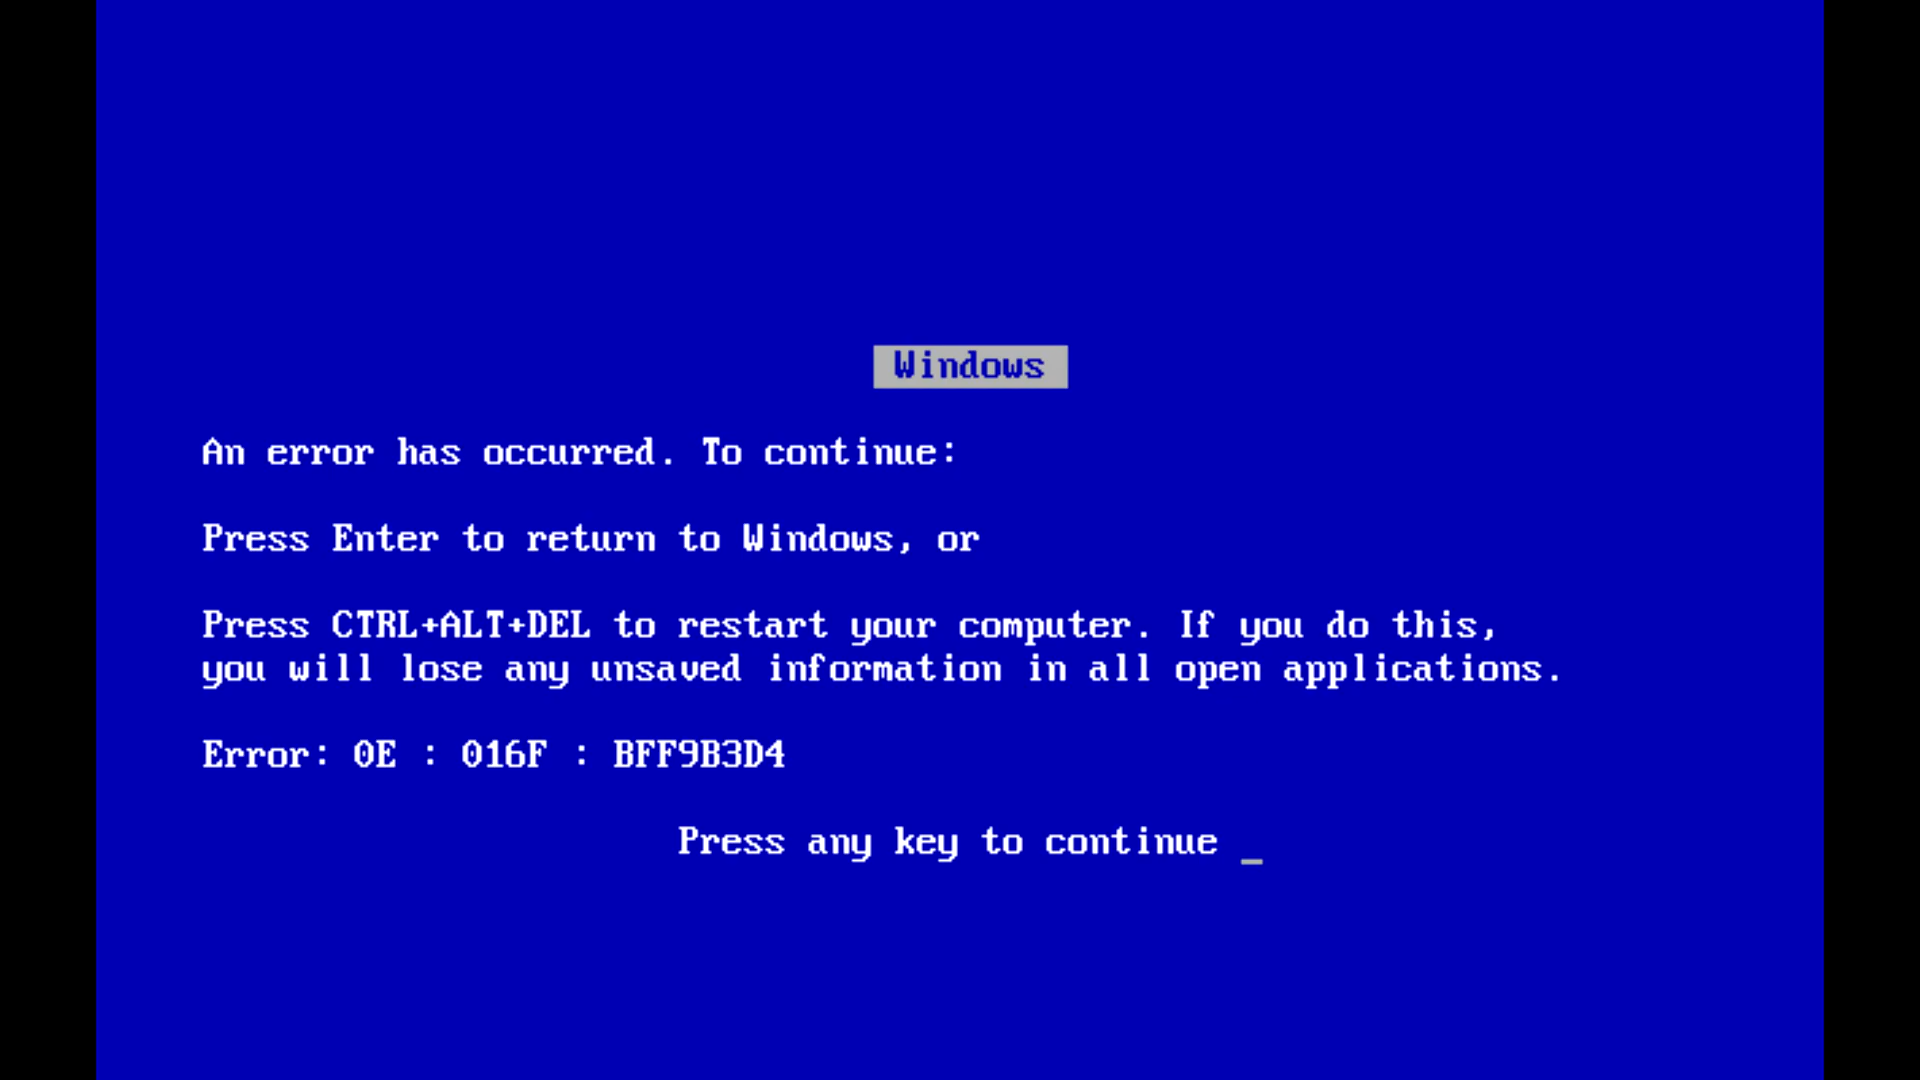 Windows
An error has occurred. To continue:
Press Enter to return to Windows, or
Press CTRL+ALT+DEL to restart your computer. If you do this,
you will lose any unsaved information in all open applications.
Error: 0E : 016F : BFF9B3D4
Press any key to continue _